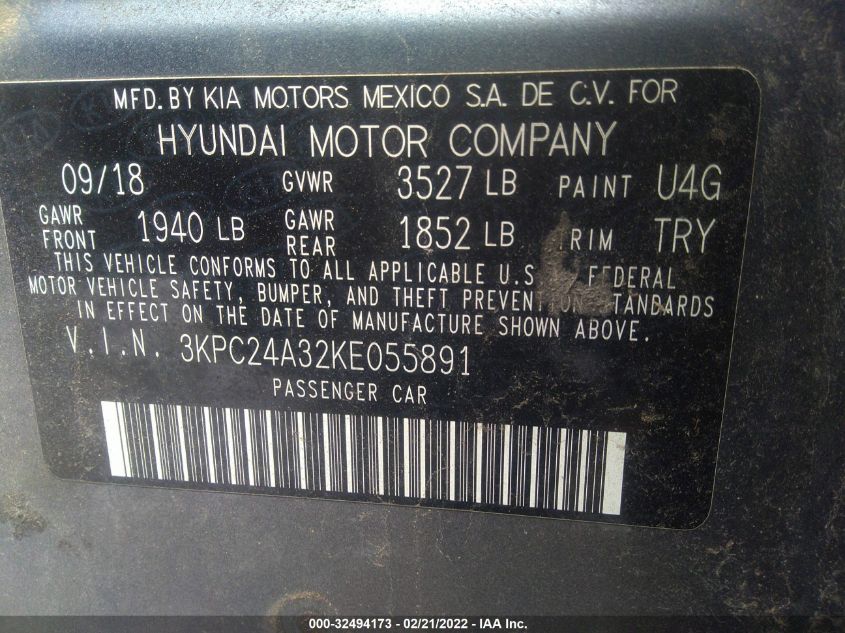 MFD. BY KIA MOTORS MEXICO S.A. DE C.V. FOR
HYUNDAI MOTOR COMPANY
09/18 GVWR 3527 LB PAINT U4G
GAWR FRONT 1940 LB GAWR REAR 1852 LB TRIM TRY
THIS VEHICLE CONFORMS TO ALL APPLICABLE U.S. FEDERAL
MOTOR VEHICLE SAFETY, BUMPER, AND THEFT PREVENTION STANDARDS
IN EFFECT ON THE DATE OF MANUFACTURE SHOWN ABOVE.
V.I.N. 3KPC24A32KE055891
PASSENGER CAR
000-32494173 - 02/21/2022 - IAA Inc.